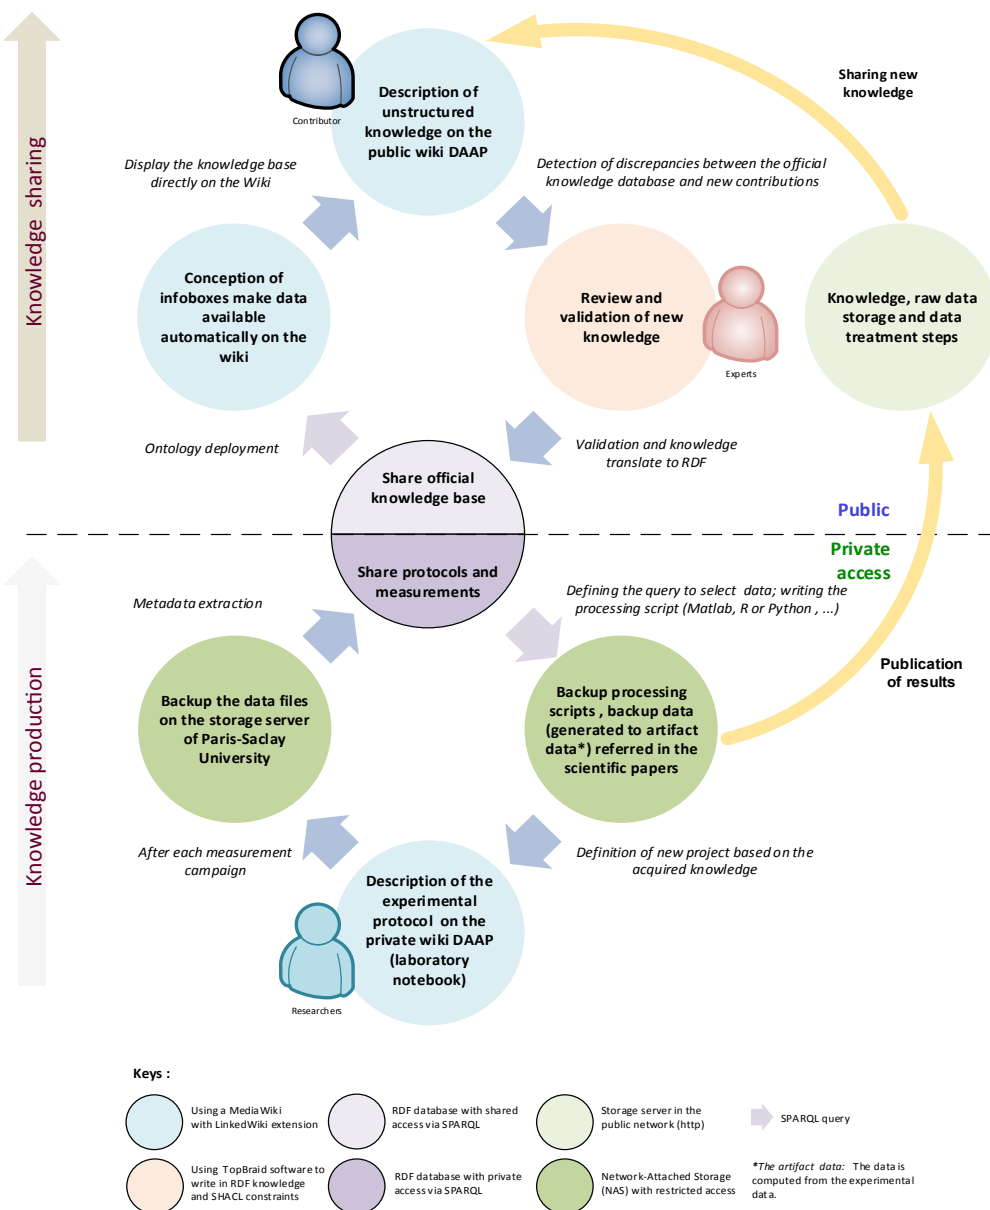 Knowledge sharing
Contributor
Description of
unstructured
knowledge on the
public wiki DAAP
Sharing new
knowledge
Display the knowledge base
directly on the Wiki
Detection of discrepancies between the official
knowledge database and new contributions
Conception of
infoboxes make data
available
automatically on the
wiki
Review and
validation of new
knowledge
Experts
Knowledge, raw data
storage and data
treatment steps
Ontology deployment
Validation and knowledge
translate to RDF
Share official
knowledge base
Public
Private
access
Share protocols and
measurements
Knowledge production
Metadata extraction
Defining the query to select data; writing the
processing script (Matlab, R or Python , ...)
Publication
of results
Backup the data files
on the storage server
of Paris-Saclay
University
Backup processing
scripts , backup data
(generated to artifact
data*) referred in the
scientific papers
After each measurement
campaign
Definition of new project based on the
acquired knowledge
Description of the
experimental
protocol on the
private wiki DAAP
(laboratory
notebook)
Researchers
Keys :
Using a MediaWiki
with LinkedWiki extension
RDF database with shared
access via SPARQL
Storage server in the
public network (http)
SPARQL query
Using TopBraid software to
write in RDF knowledge
and SHACL constraints
RDF database with private
access via SPARQL
Network-Attached Storage
(NAS) with restricted access
*The artifact data: The data is
computed from the experimental
data.